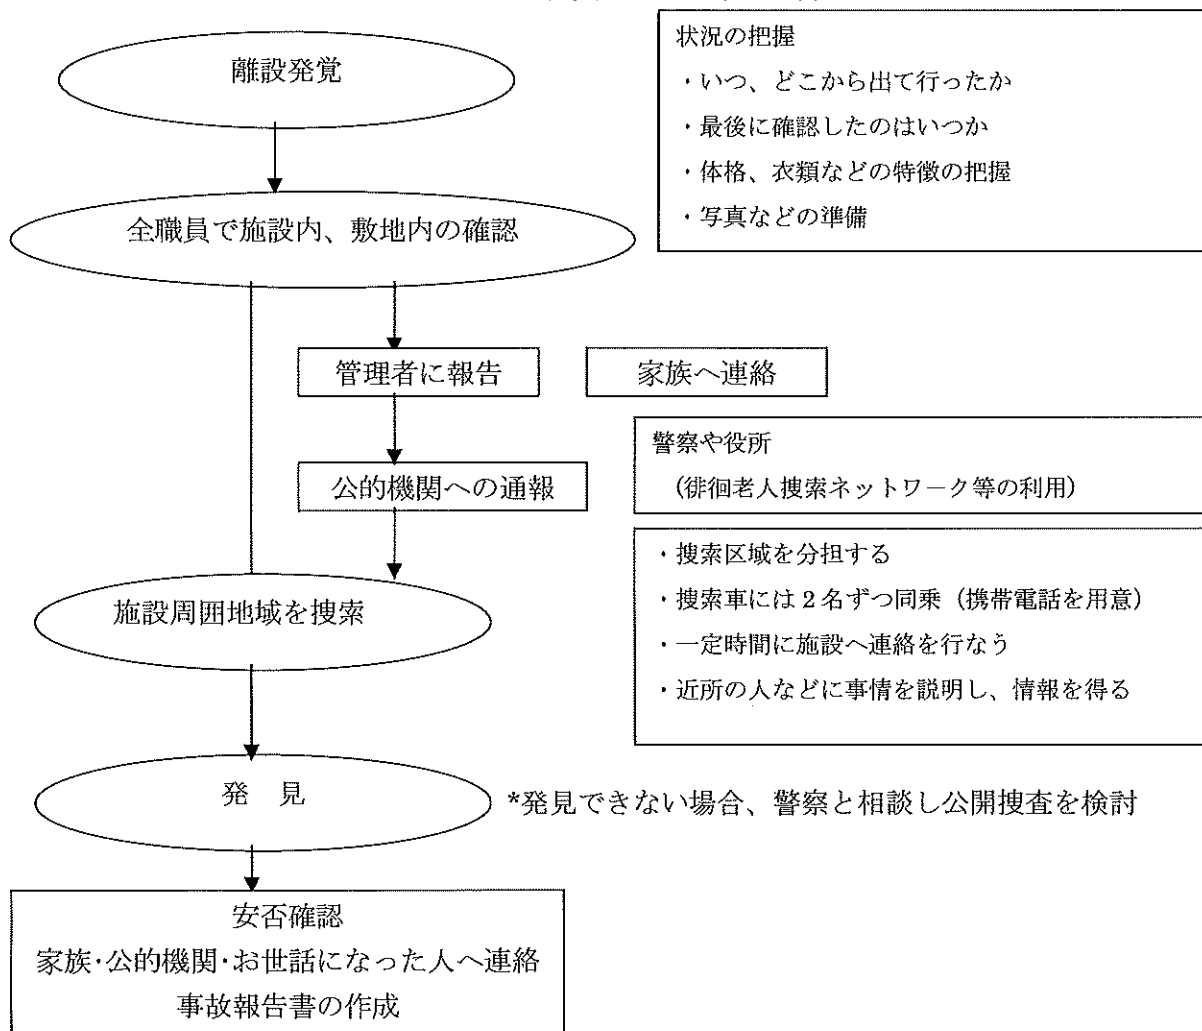 離設発覚
状況の把握
・いつ、どこから出て行ったか
・最後に確認したのはいつか
・体格、衣類などの特徴の把握
・写真などの準備
全職員で施設内、敷地内の確認
管理者に報告
家族へ連絡
公的機関への通報
警察や役所
(徘徊老人捜索ネットワーク等の利用)
施設周囲地域を捜索
・捜索区域を分担する
・捜索車には2名ずつ同乗（携帯電話を用意）
・一定時間に施設へ連絡を行なう
・近所の人などに事情を説明し、情報を得る
発　見
*発見できない場合、警察と相談し公開捜査を検討
安否確認
家族・公的機関・お世話になった人へ連絡
事故報告書の作成